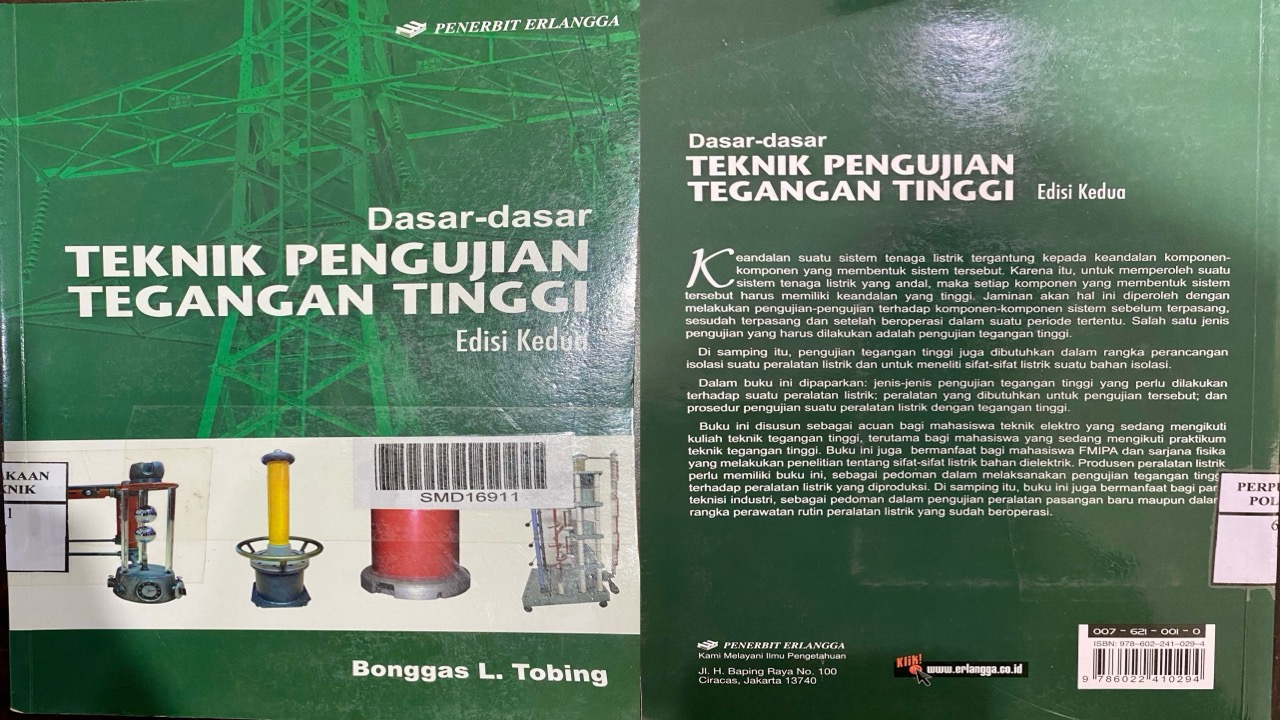 PENERBIT ERLANGGA
Dasar-dasar
TEKNIK PENGUJIAN
TEGANGAN TINGGI
Edisi Kedua
SMD16911
AKAAN
NIK
1
Bonggas L. Tobing
Dasar-dasar
TEKNIK PENGUJIAN
TEGANGAN TINGGI Edisi Kedua
Keandalan suatu sistem tenaga listrik tergantung kepada keandalan komponen-
komponen yang membentuk sistem tersebut. Karena itu, untuk memperoleh suatu
sistem tenaga listrik yang andal, maka setiap komponen yang membentuk sistem
tersebut harus memiliki keandalan yang tinggi. Jaminan akan hal ini diperoleh dengan
melakukan pengujian-pengujian terhadap komponen-komponen sistem sebelum terpasang,
sesudah terpasang dan setelah beroperasi dalam suatu periode tertentu. Salah satu jenis
pengujian yang harus dilakukan adalah pengujian tegangan tinggi.
Di samping itu, pengujian tegangan tinggi juga dibutuhkan dalam rangka perancangan
isolasi suatu peralatan listrik dan untuk meneliti sifat-sifat listrik suatu bahan isolasi.
Dalam buku ini dipaparkan: jenis-jenis pengujian tegangan tinggi yang perlu dilakukan
terhadap suatu peralatan listrik; peralatan yang dibutuhkan untuk pengujian tersebut; dan
prosedur pengujian suatu peralatan listrik dengan tegangan tinggi.
Buku ini disusun sebagai acuan bagi mahasiswa teknik elektro yang sedang mengikuti
kuliah teknik tegangan tinggi, terutama bagi mahasiswa yang sedang mengikuti praktikum
teknik tegangan tinggi. Buku ini juga bermanfaat bagi mahasiswa FMIPA dan sarjana fisika
yang melakukan penelitian tentang sifat-sifat listrik bahan dielektrik. Produsen peralatan listrik
perlu memiliki buku ini, sebagai pedoman dalam melaksanakan pengujian tegangan tingg
terhadap peralatan listrik yang diproduksi. Di samping itu, buku ini juga bermanfaat bagi par
teknisi industri, sebagai pedoman dalam pengujian peralatan pasangan baru maupun dalam
rangka perawatan rutin peralatan listrik yang sudah beroperasi.
PERPU
POL
6
PENERBIT ERLANGGA
Kami Melayani Ilmu Pengetahuan
Jl. H. Baping Raya No. 100
Ciracas, Jakarta 13740
Klik! www.erlangga.co.id
007 - 621 - 001 - 0
ISBN: 978-602-241-029-4
9 786022 410294